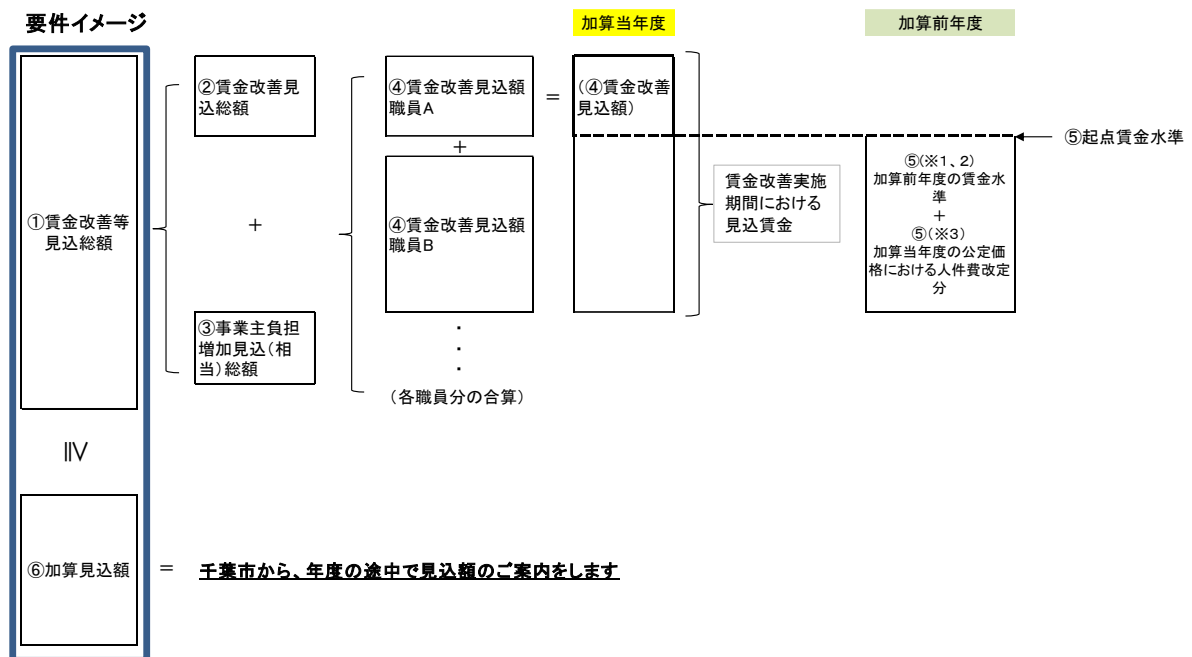 要件イメージ
加算当年度
加算前年度
①賃金改善等
見込総額
②賃金改善見
込総額
＋
③事業主負担
増加見込(相
当)総額
④賃金改善見込額
職員A
＋
④賃金改善見込額
職員B
・
・
・
(各職員分の合算)
＝
(④賃金改善
見込額)
賃金改善実施
期間における
見込賃金
⑤起点賃金水準
⑤(※1、2)
加算前年度の賃金水
準
＋
⑤(※3)
加算当年度の公定価
格における人件費改定
分
≧
⑥加算見込額
＝
千葉市から、年度の途中で見込額のご案内をします